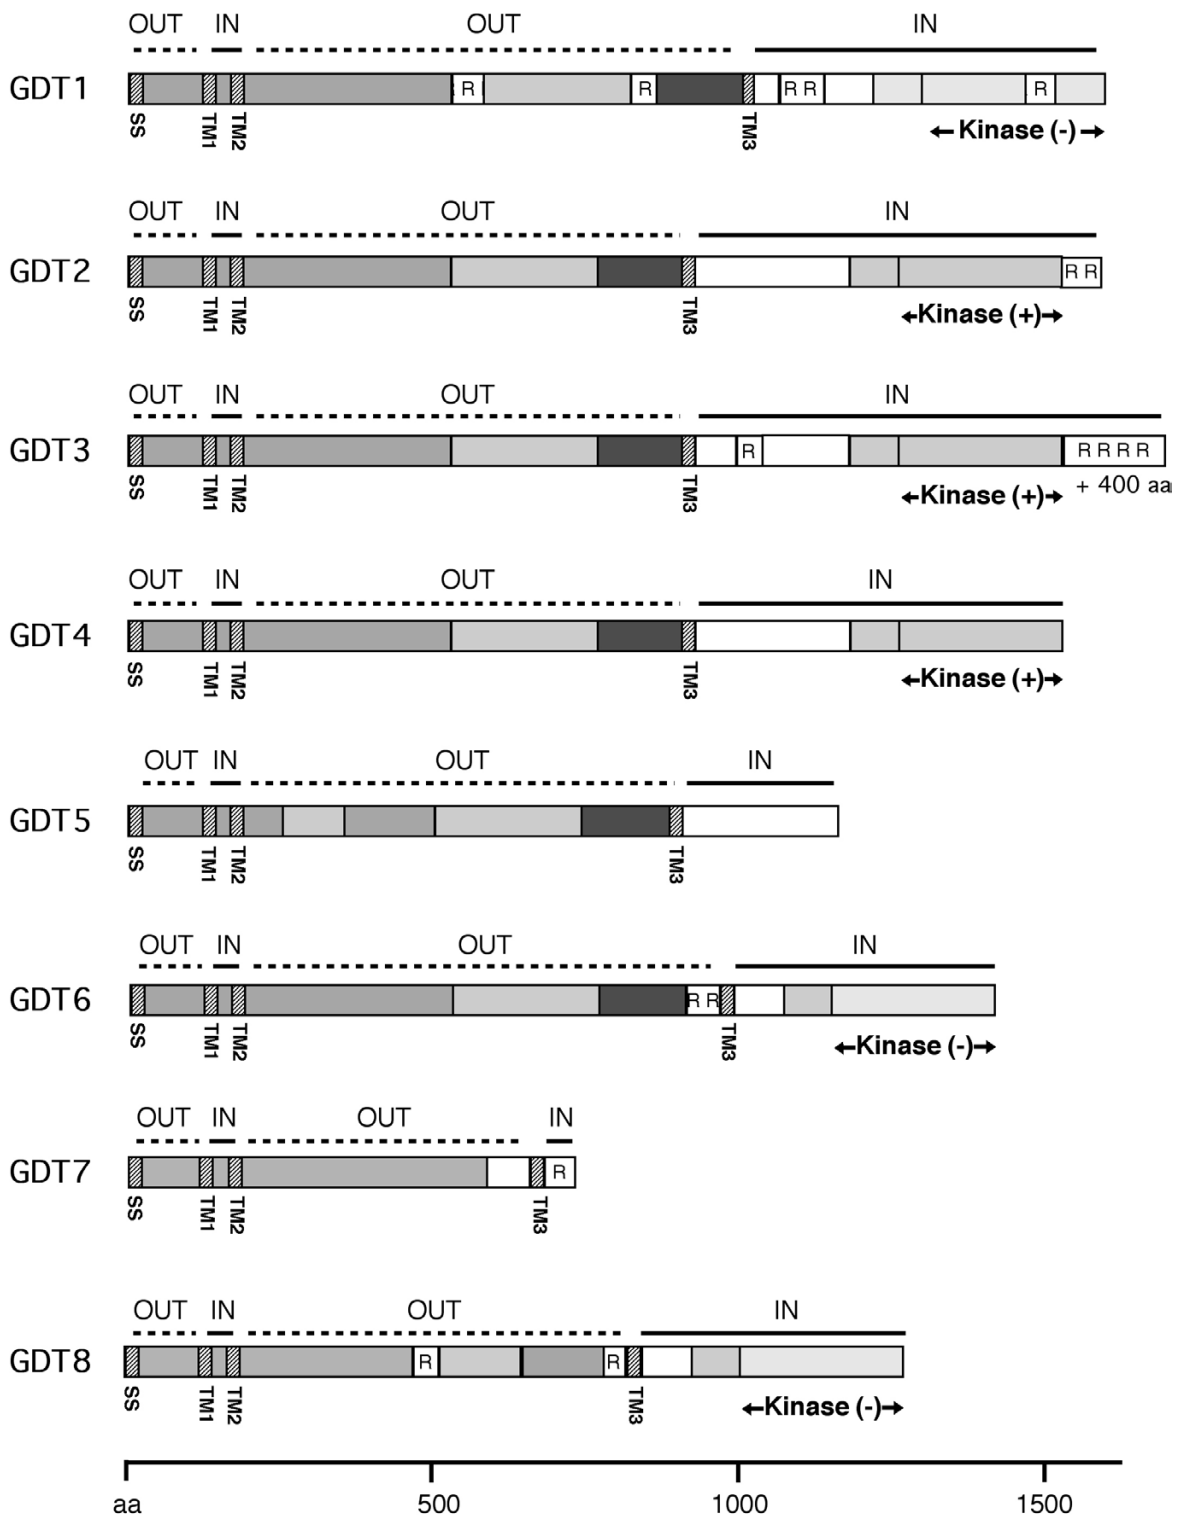 OUT IN OUT IN
GDT1 R R R R R
SS TM1 TM2 TM3 Kinase (-)
OUT IN OUT IN
GDT2 R R
SS TM1 TM2 TM3 Kinase (+)
OUT IN OUT IN
GDT3 R R R R R
SS TM1 TM2 TM3 Kinase (+) + 400 aa
OUT IN OUT IN
GDT4
SS TM1 TM2 TM3 Kinase (+)
OUT IN OUT IN
GDT5
SS TM1 TM2 TM3
OUT IN OUT IN
GDT6 R R
SS TM1 TM2 TM3 Kinase (-)
OUT IN OUT IN
GDT7 R
SS TM1 TM2 TM3
OUT IN OUT IN
GDT8 R R
SS TM1 TM2 TM3 Kinase (-)
aa 500 1000 1500